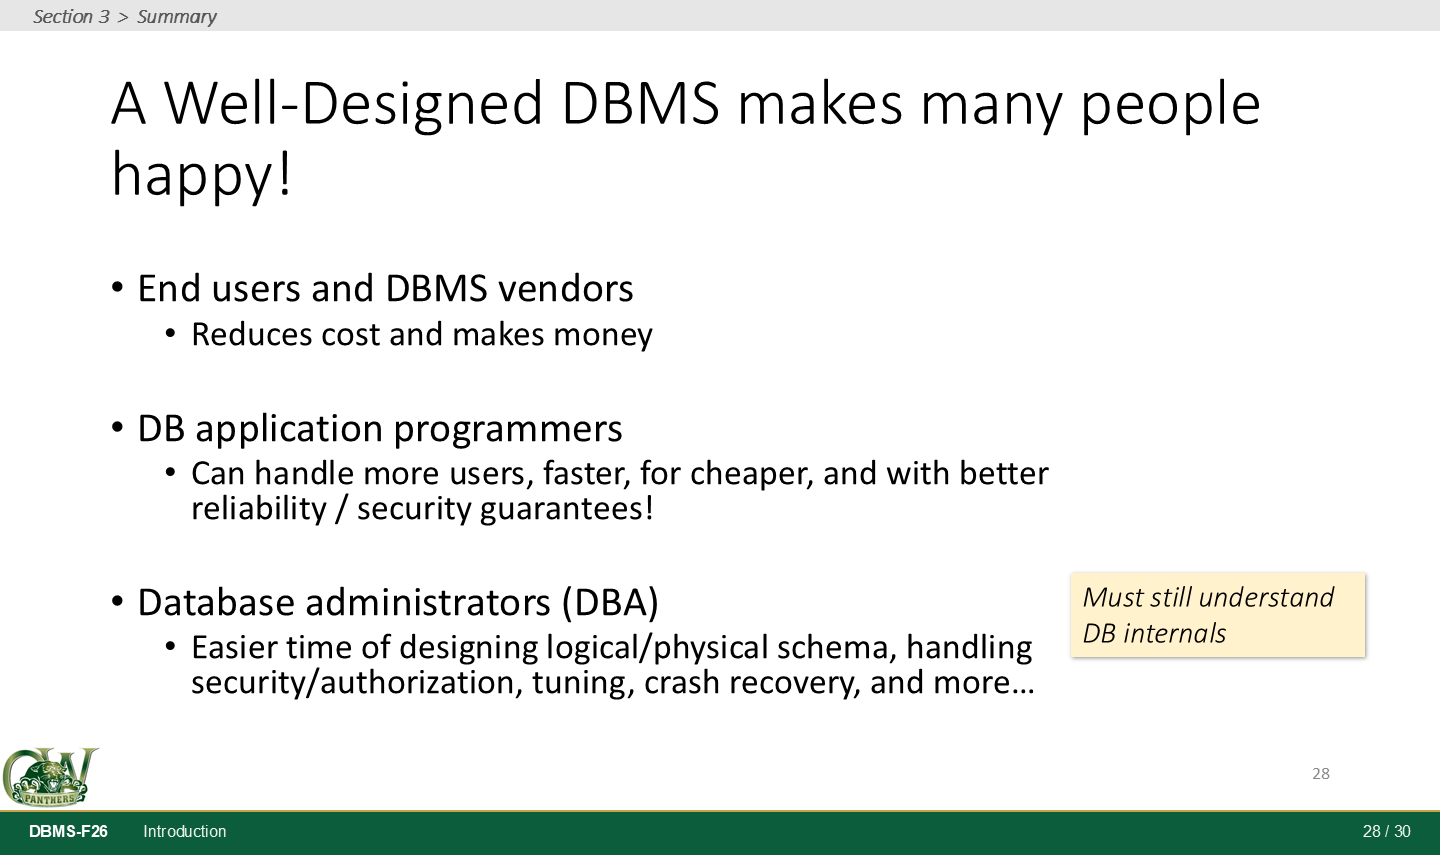 Section 3 > Summary
A Well-Designed DBMS makes many people
happy!
• End users and DBMS vendors
• Reduces cost and makes money
• DB application programmers
• Can handle more users, faster, for cheaper, and with better
reliability / security guarantees!
• Database administrators (DBA)
• Easier time of designing logical/physical schema, handling
security/authorization, tuning, crash recovery, and more…
Must still understand
DB internals
OW
PANTHERS
28
DBMS-F26 Introduction 28 / 30